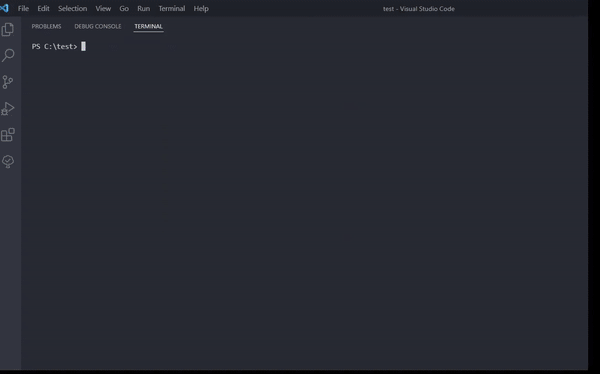 File Edit Selection View Go Run Terminal Help test - Visual Studio Code
PROBLEMS DEBUG CONSOLE TERMINAL
PS C:\test>